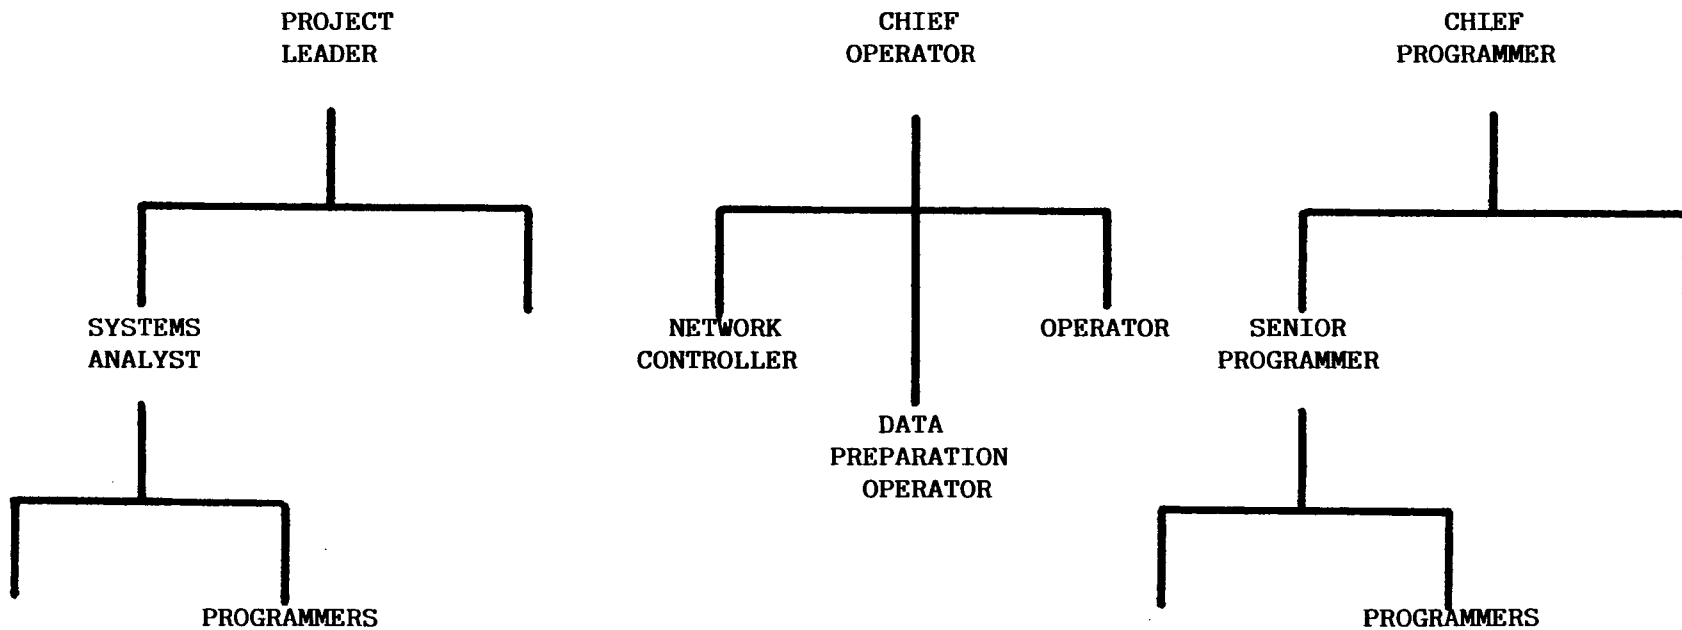 PROJECT
LEADER
CHIEF
OPERATOR
CHIEF
PROGRAMMER
SYSTEMS
ANALYST
NETWORK
CONTROLLER
OPERATOR
SENIOR
PROGRAMMER
DATA
PREPARATION
OPERATOR
PROGRAMMERS
PROGRAMMERS